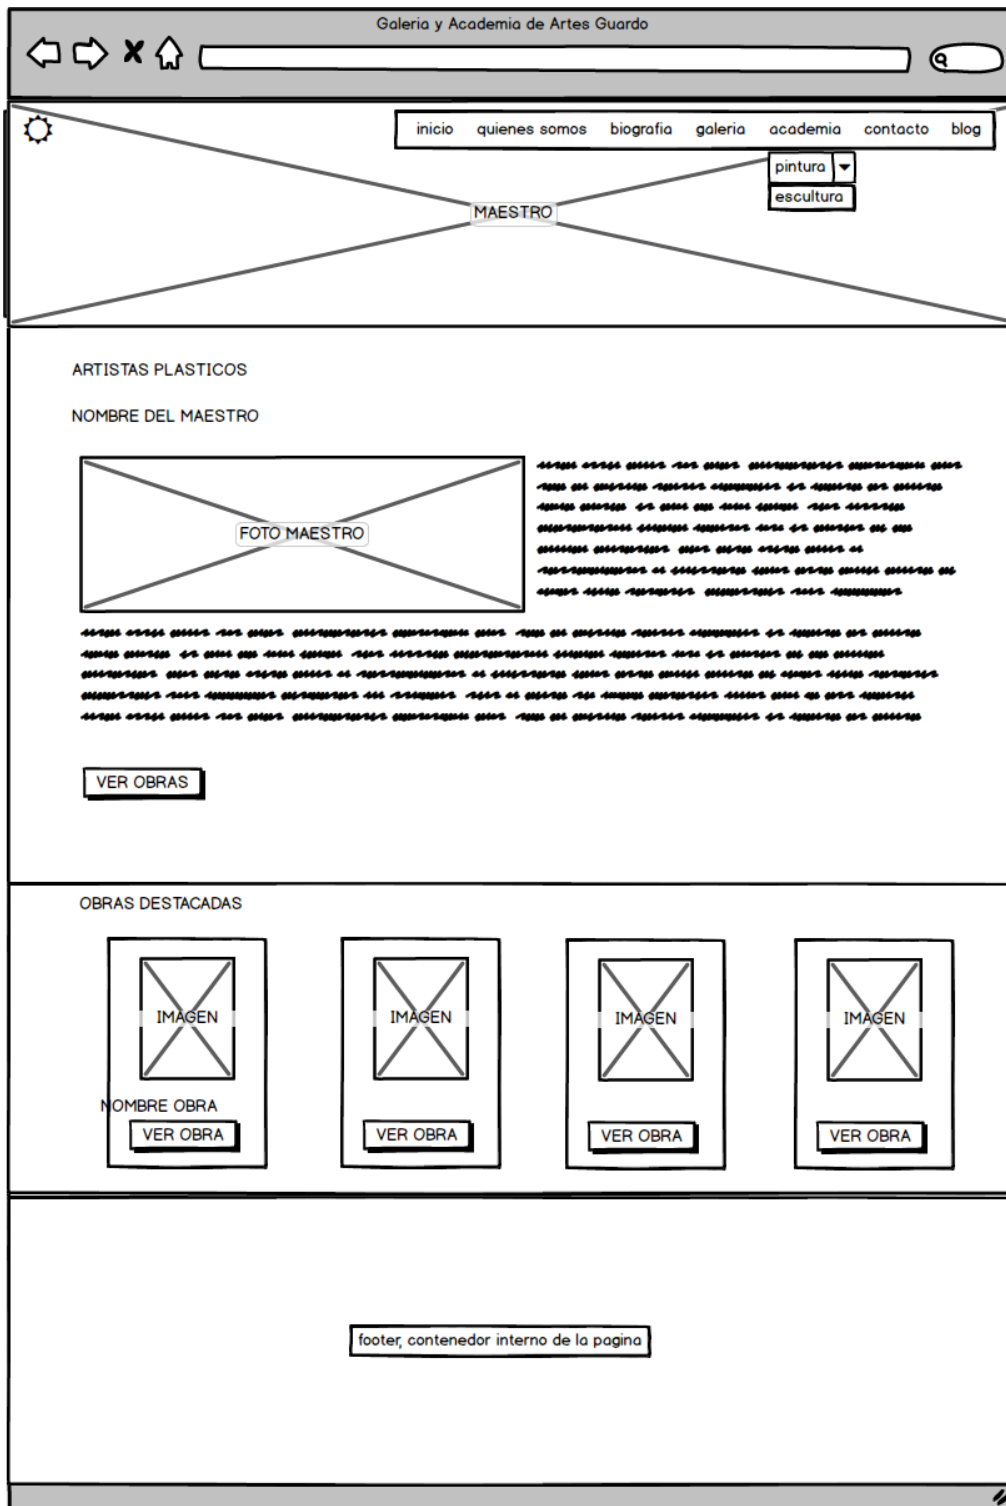 Galeria y Academia de Artes Guardo
inicio quienes somos biografia galeria academia contacto blog
pintura
escultura
MAESTRO
ARTISTAS PLASTICOS
NOMBRE DEL MAESTRO
FOTO MAESTRO
VER OBRAS
OBRAS DESTACADAS
IMAGEN IMAGEN IMAGEN IMAGEN
NOMBRE OBRA
VER OBRA VER OBRA VER OBRA VER OBRA
footer, contenedor interno de la pagina